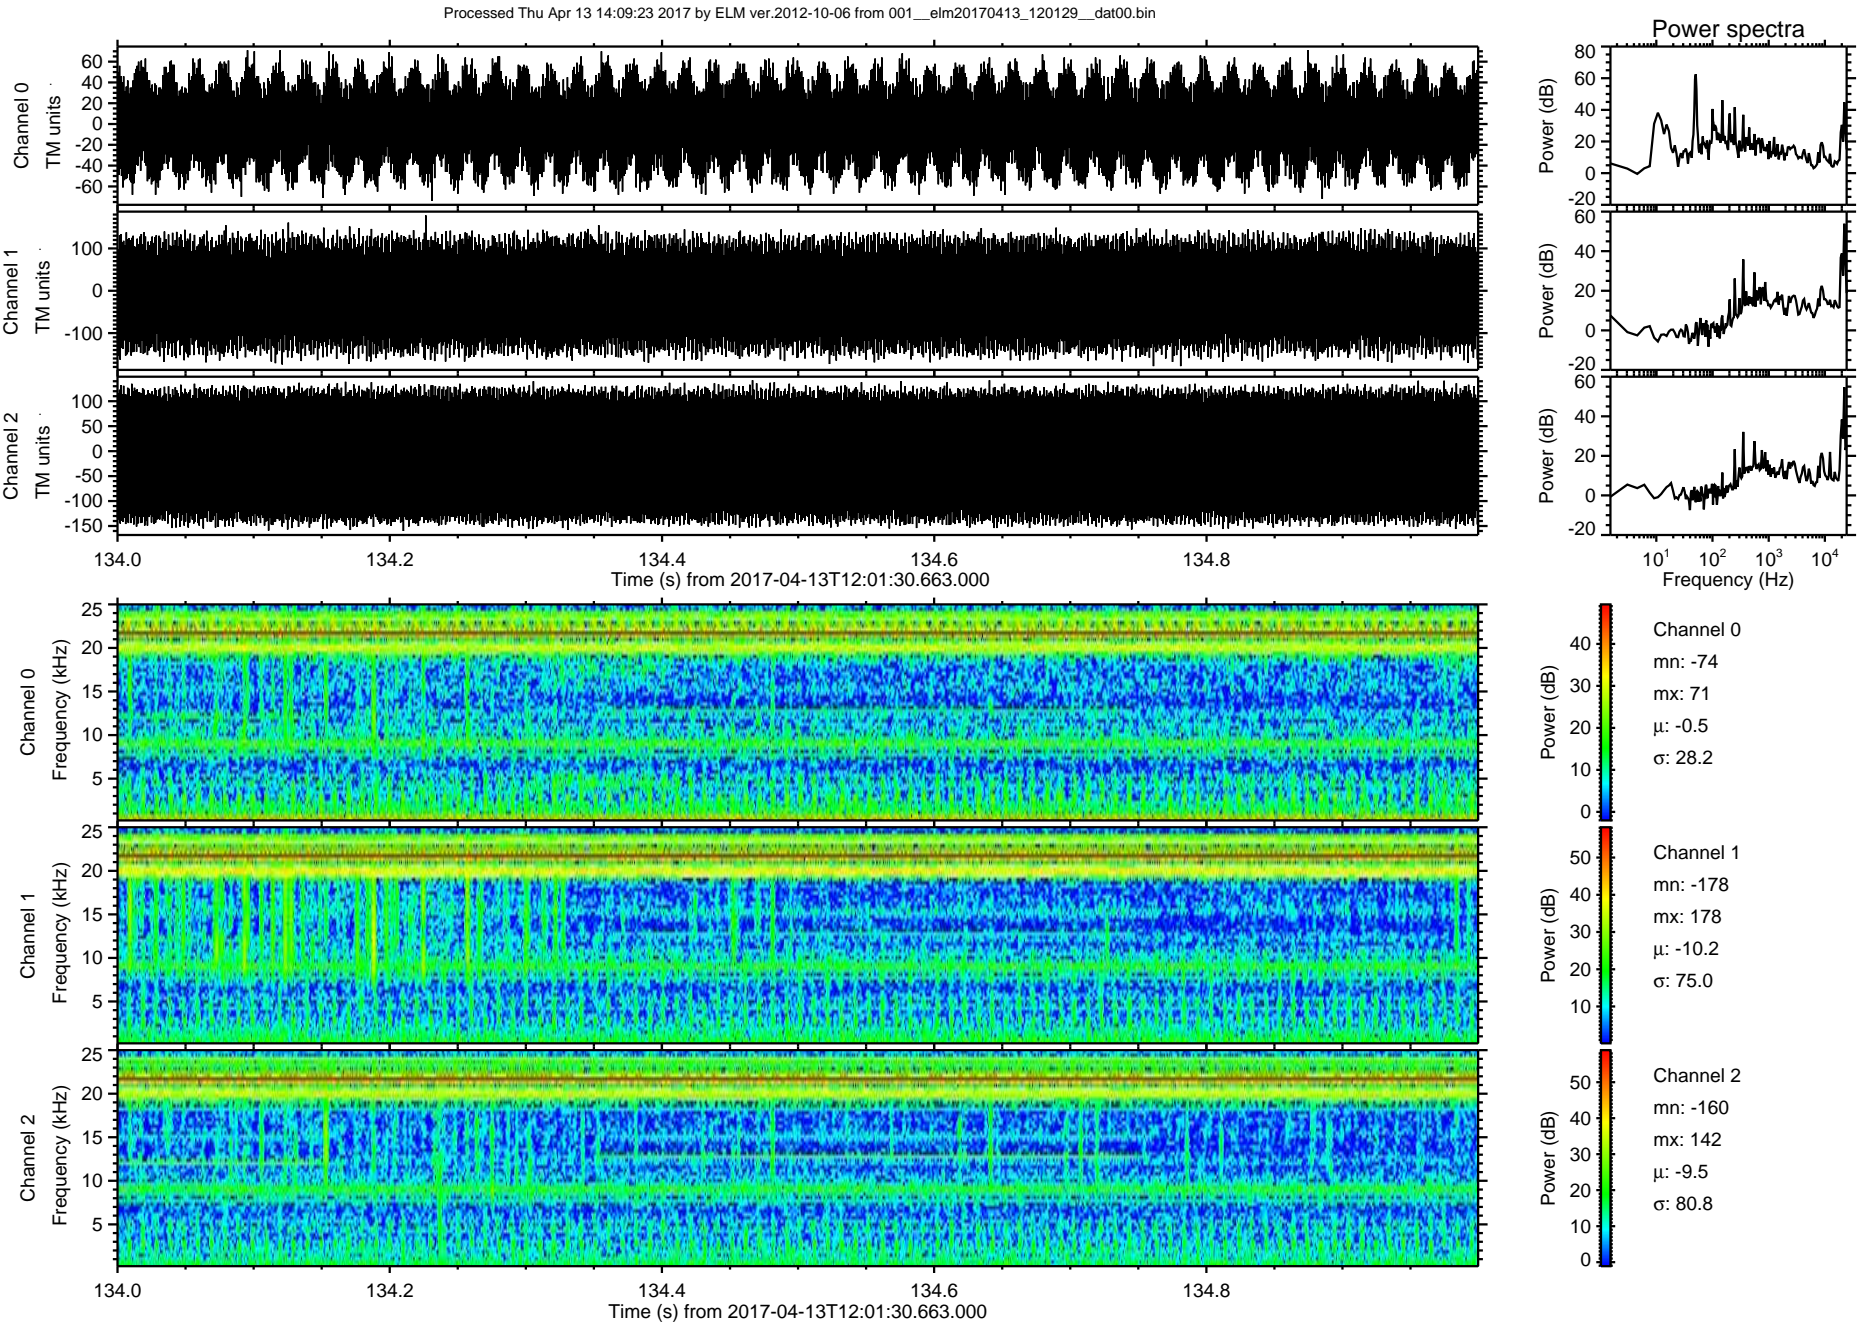 Processed Thu Apr 13 14:09:23 2017 by ELM ver.2012-10-06 from 001__elm20170413_120129__dat00.bin
Power spectra
Channel 0
TM units
60
40
20
0
-20
-40
-60
Power (dB)
80
60
40
20
0
-20
Channel 1
TM units
100
0
-100
Power (dB)
60
40
20
0
-20
Channel 2
TM units
100
50
0
-50
-100
-150
Power (dB)
60
40
20
0
-20
134.0 134.2 134.4 134.6 134.8
Time (s) from 2017-04-13T12:01:30.663.000
10^1 10^2 10^3 10^4
Frequency (Hz)
Channel 0
Frequency (kHz)
25
20
15
10
5
Power (dB)
40
30
20
10
0
Channel 0
mn: -74
mx: 71
μ: -0.5
σ: 28.2
Channel 1
Frequency (kHz)
25
20
15
10
5
Power (dB)
50
40
30
20
10
Channel 1
mn: -178
mx: 178
μ: -10.2
σ: 75.0
Channel 2
Frequency (kHz)
25
20
15
10
5
Power (dB)
50
40
30
20
10
0
Channel 2
mn: -160
mx: 142
μ: -9.5
σ: 80.8
134.0 134.2 134.4 134.6 134.8
Time (s) from 2017-04-13T12:01:30.663.000